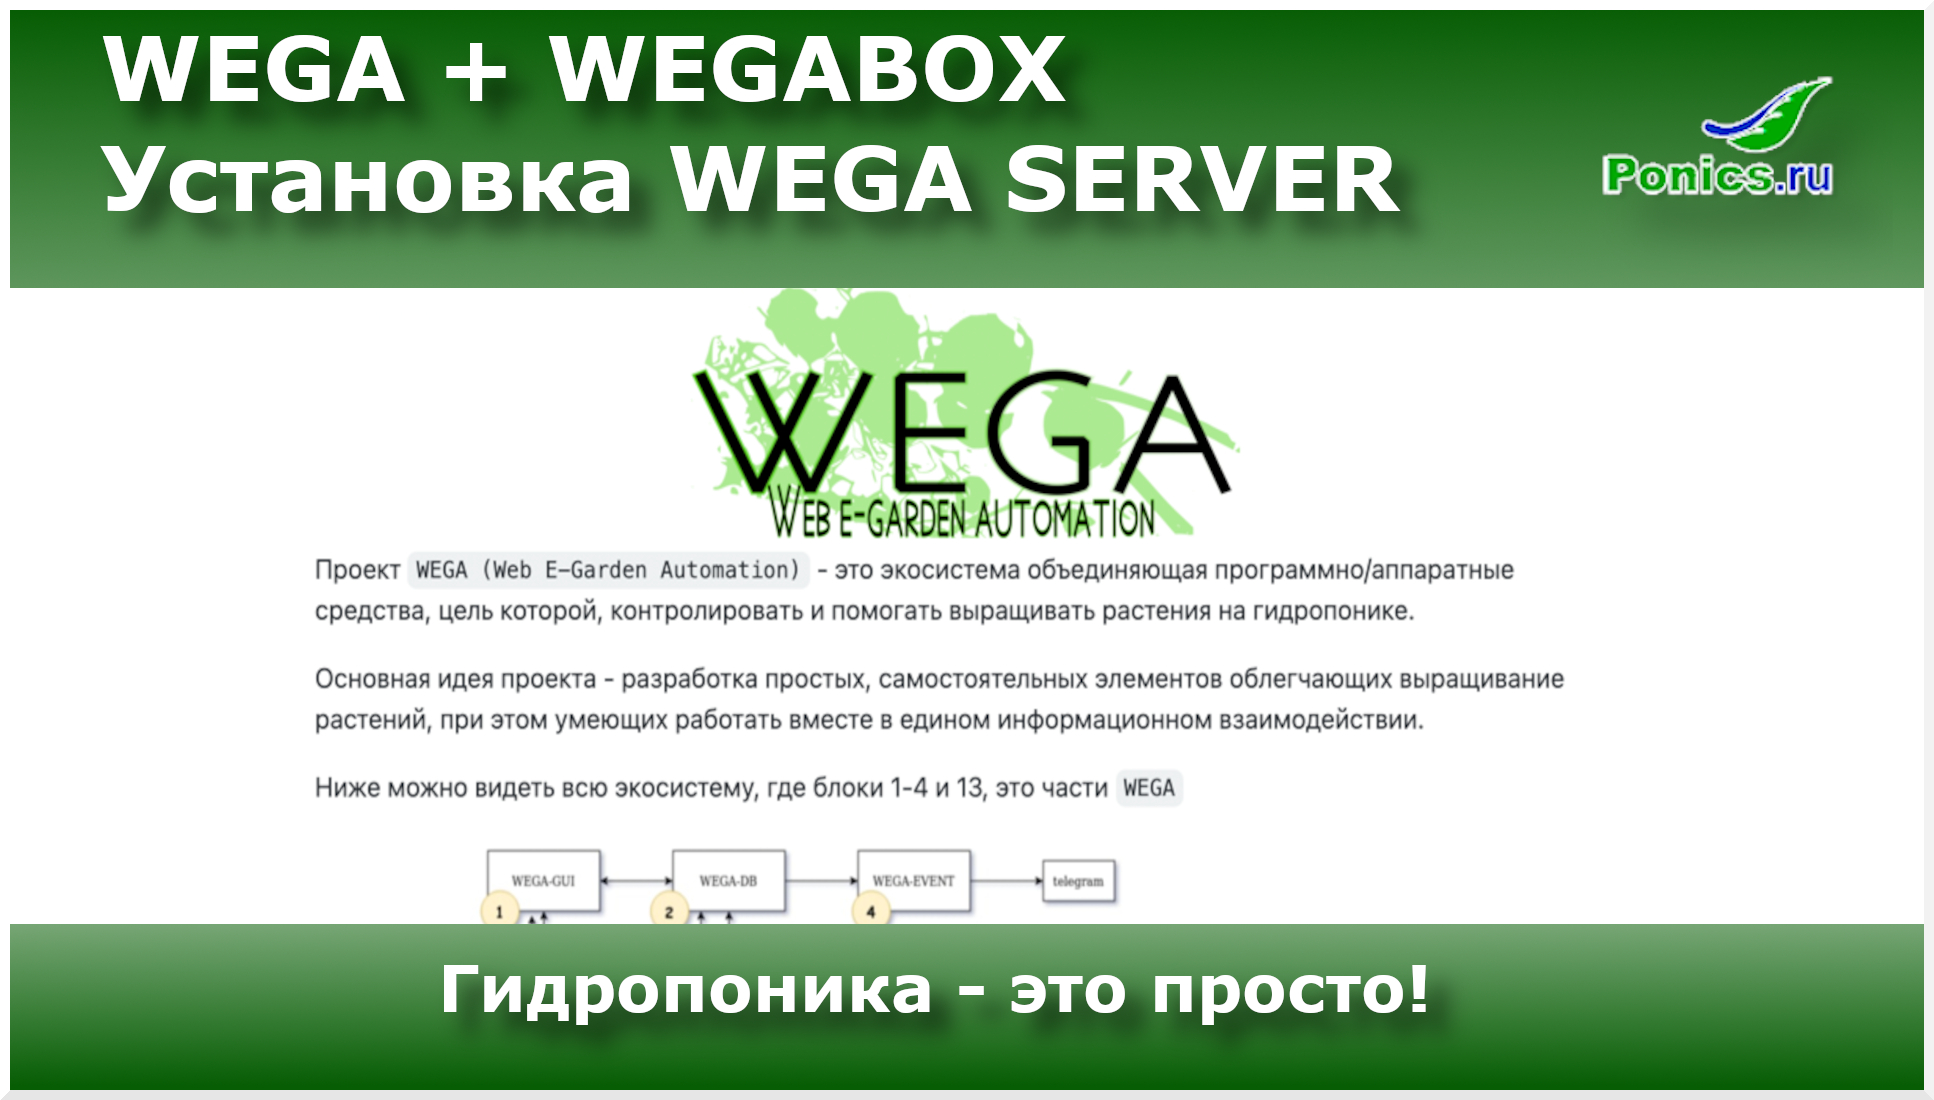 WEGA + WEGABOX
Установка WEGA SERVER
Ponics.ru
WEGA
WEB E-GARDEN AUTOMATION
Проект WEGA (Web E-Garden Automation) - это экосистема объединяющая программно/аппаратные
средства, цель которой, контролировать и помогать выращивать растения на гидропонике.
Основная идея проекта - разработка простых, самостоятельных элементов облегчающих выращивание
растений, при этом умеющих работать вместе в едином информационном взаимодействии.
Ниже можно видеть всю экосистему, где блоки 1-4 и 13, это части WEGA
WEGA-GUI WEGA-DB WEGA-EVENT telegram
1 2 4
Гидропоника - это просто!